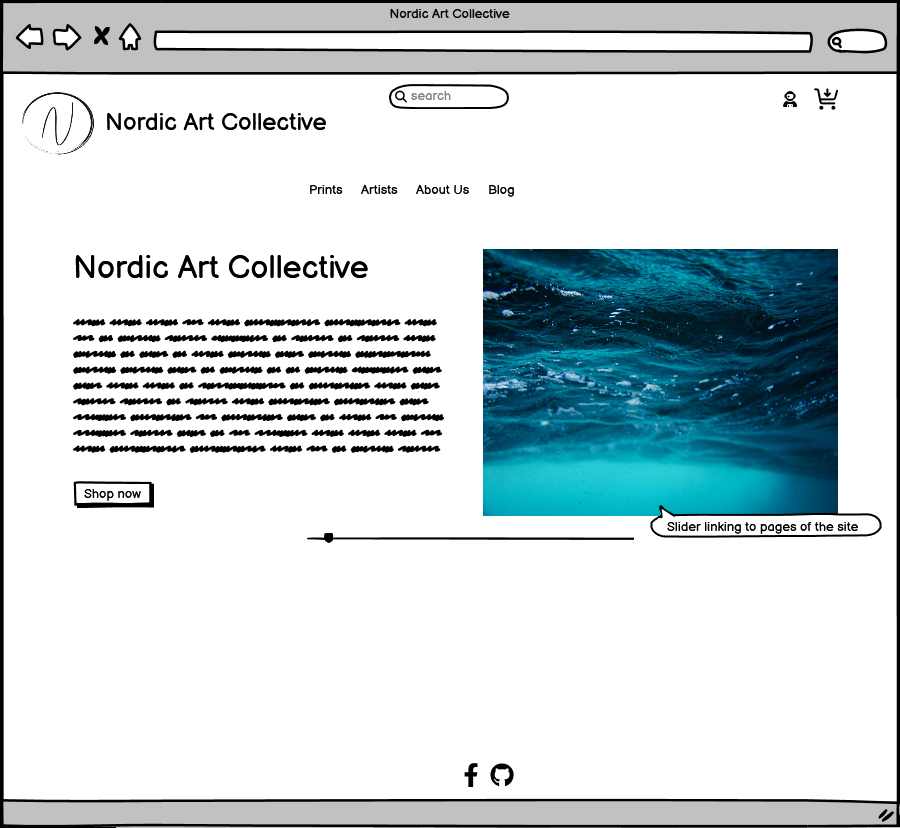 Nordic Art Collective
search
N
Nordic Art Collective
Prints Artists About Us Blog
Nordic Art Collective
Shop now
Slider linking to pages of the site